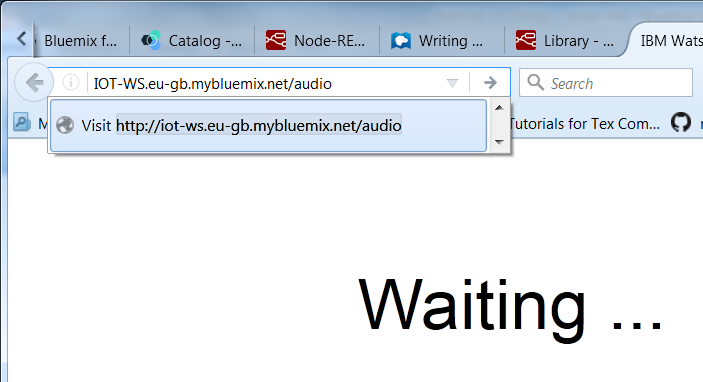 Bluemix f... Catalog -... Node-RE... Writing ... Library - ... IBM Wats
IOT-WS.eu-gb.mybluemix.net/audio Search
Visit http://iot-ws.eu-gb.mybluemix.net/audio
M Tutorials for Tex Com...
Waiting ...